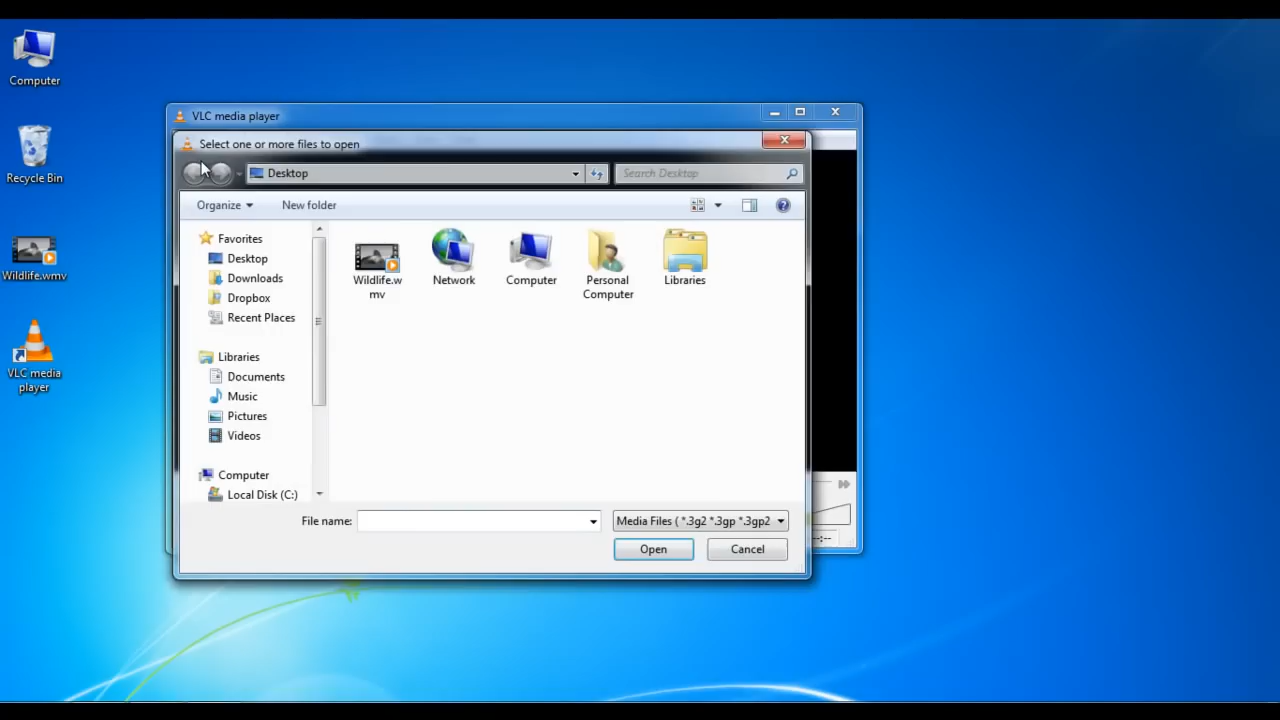 Computer
Recycle Bin
Wildlife.wmv
VLC media
player
VLC media player
Select one or more files to open
Desktop
Search Desktop
Organize
New folder
Favorites
Desktop
Downloads
Dropbox
Recent Places
Libraries
Documents
Music
Pictures
Videos
Computer
Local Disk (C:)
Wildlife.w
mv
Network
Computer
Personal
Computer
Libraries
File name:
Media Files ( *.3g2 *.3gp *.3gp2
Open
Cancel
--:--